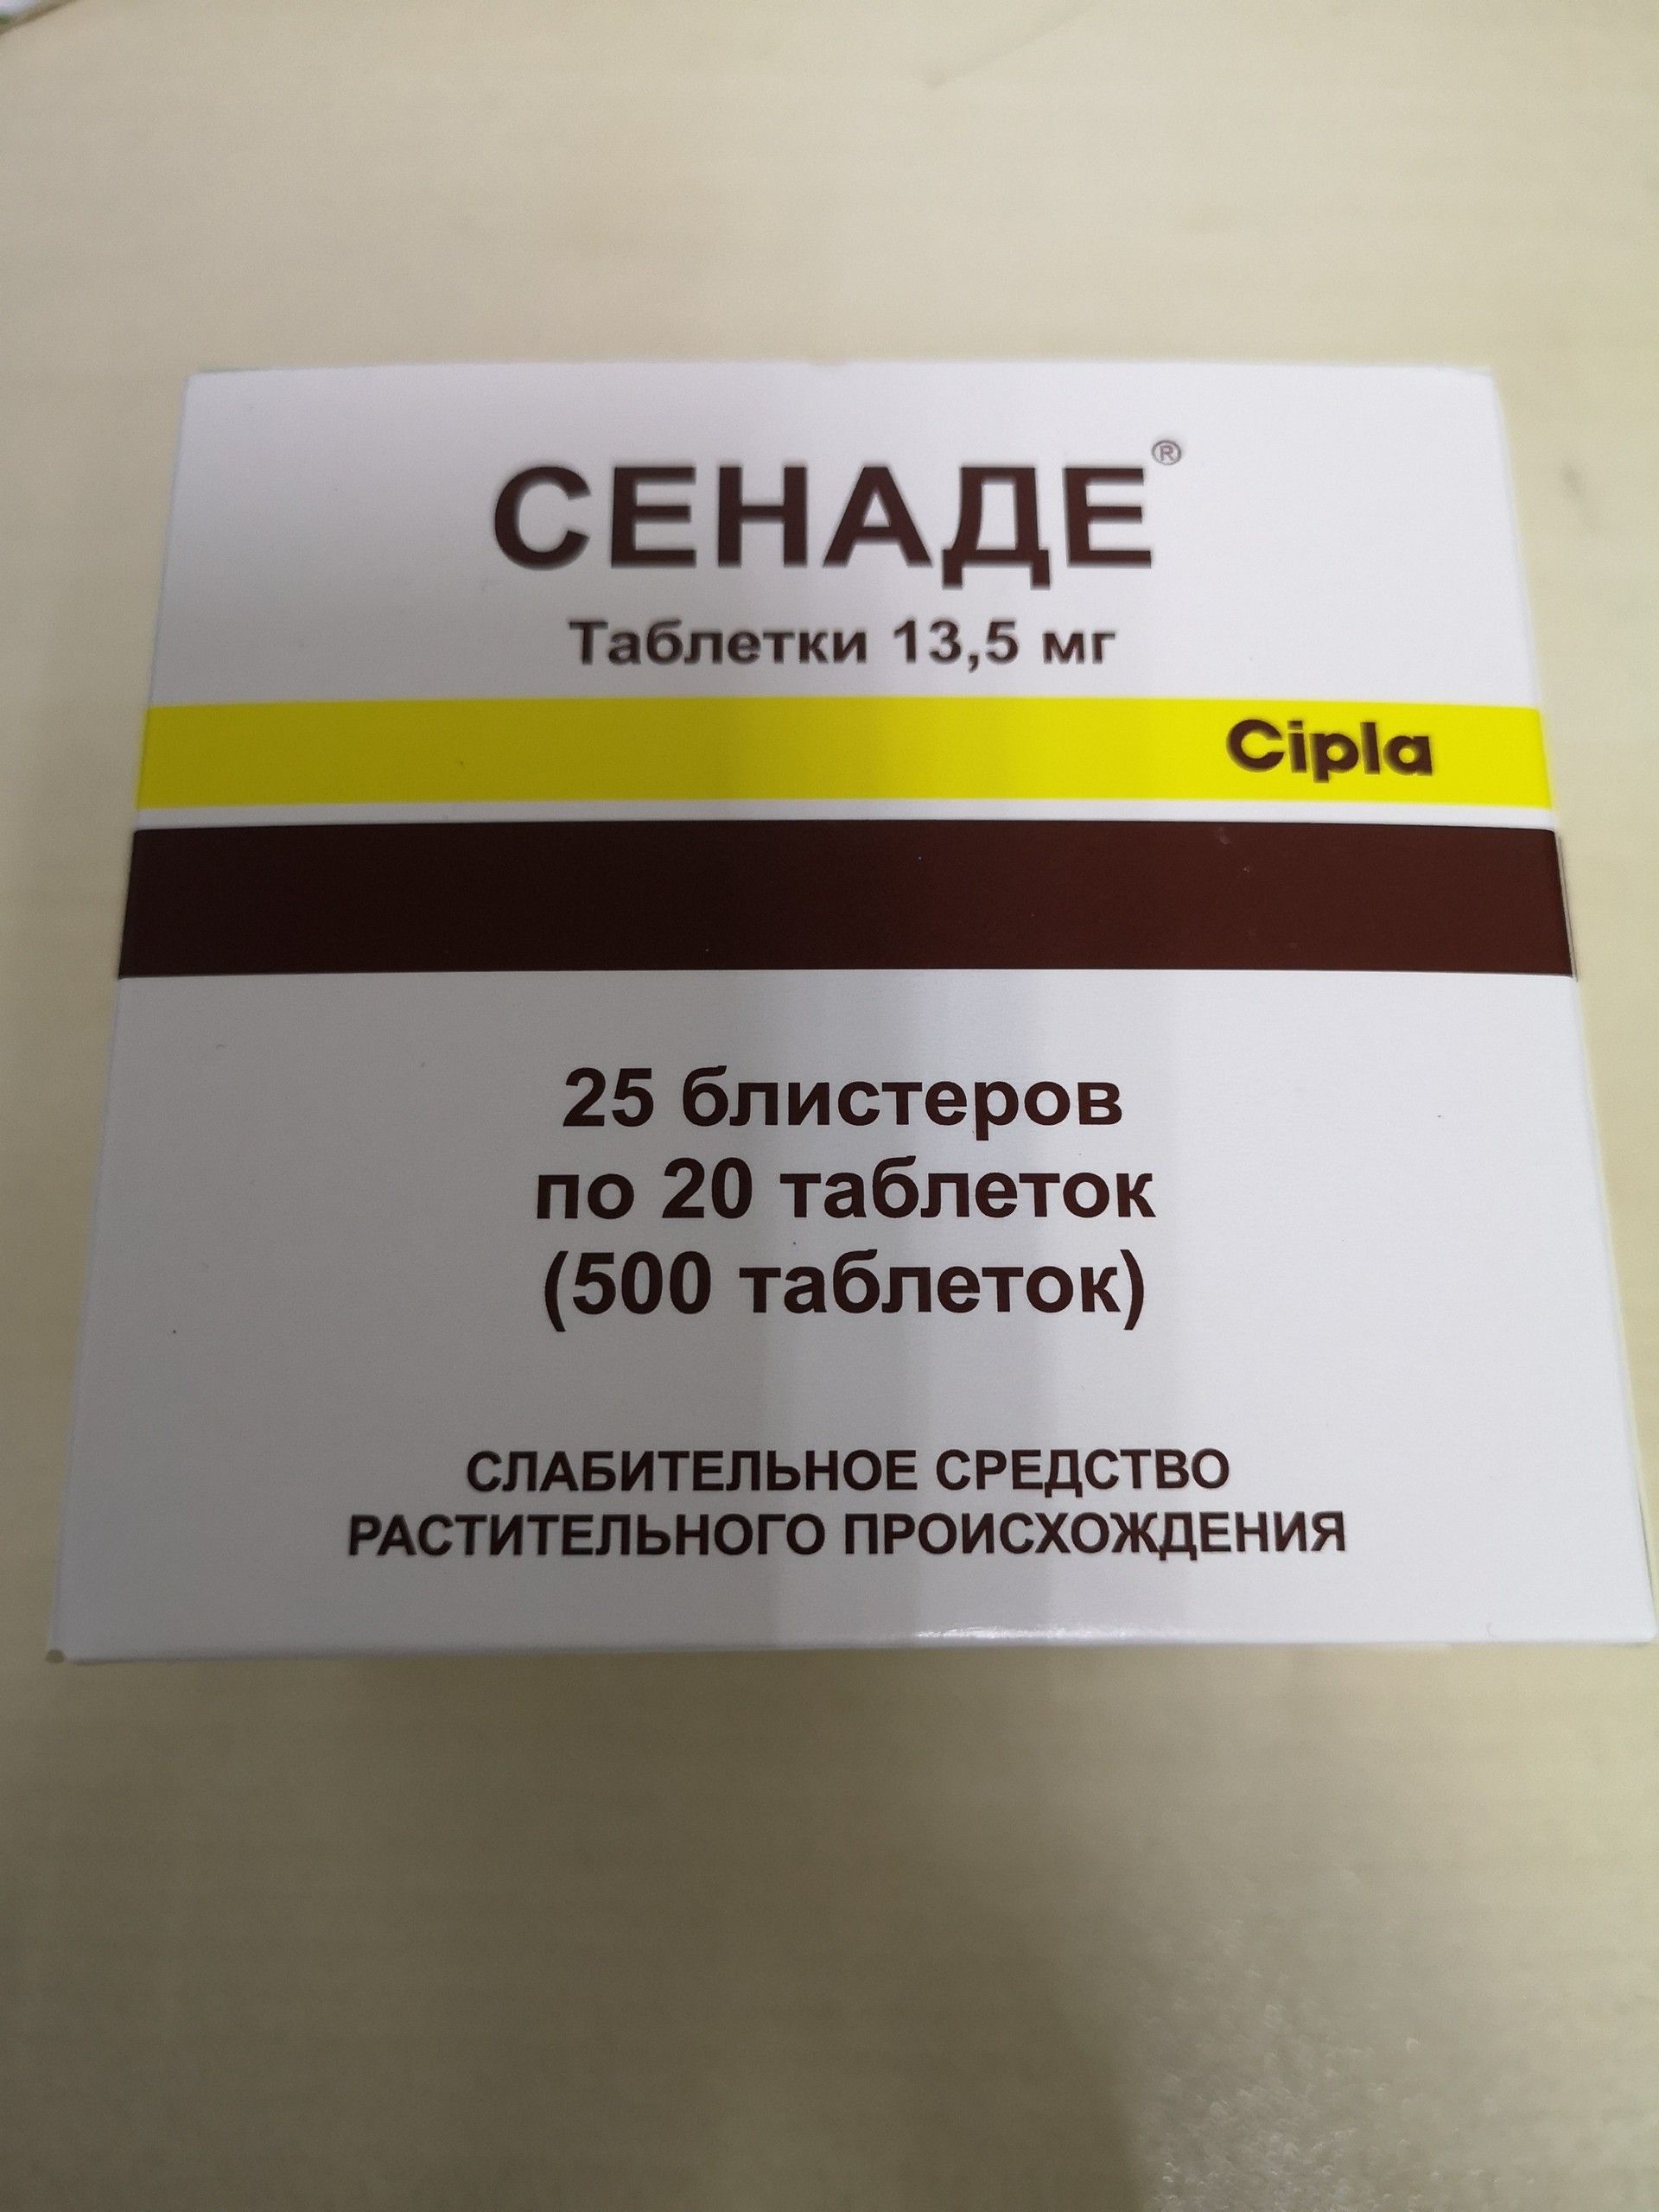 СЕНАДЕ®
Таблетки 13,5 мг
Cipla
25 блистеров
по 20 таблеток
(500 таблеток)
СЛАБИТЕЛЬНОЕ СРЕДСТВО
РАСТИТЕЛЬНОГО ПРОИСХОЖДЕНИЯ